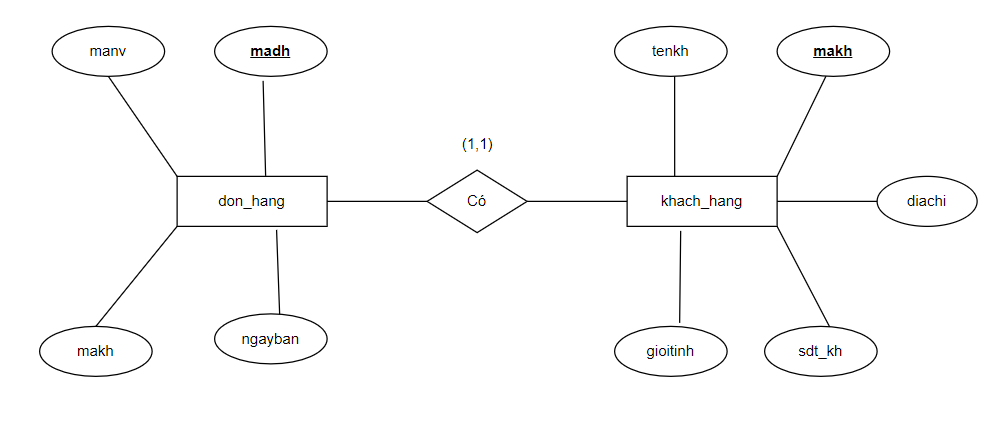 manv
madh
tenkh
makh
(1,1)
don_hang
Có
khach_hang
diachi
makh
ngayban
gioitinh
sdt_kh